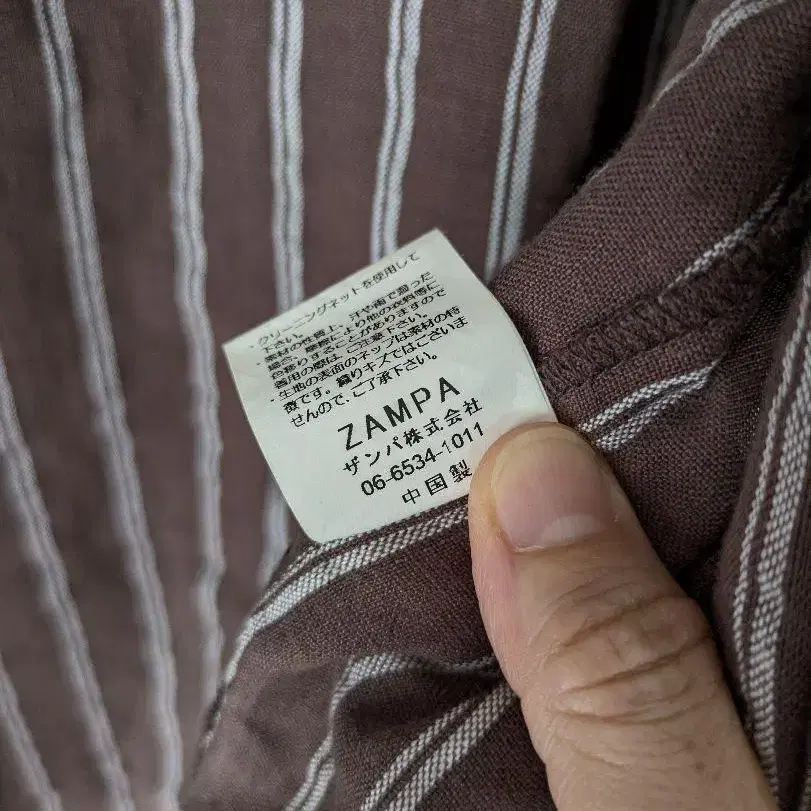 ・クリーニングネットを使用して
下さい。
・素材の性質上、汗や雨で湿った
場合、摩擦により他の衣料等に
色移りすることがありますので
着用の際は、ご注意下さい。
・生地の表面のネップは素材の特
徴です。織りキズではございま
せんので、ご了承下さい。
ZAMPA
ザンパ株式会社
06-6534-1011
中国製